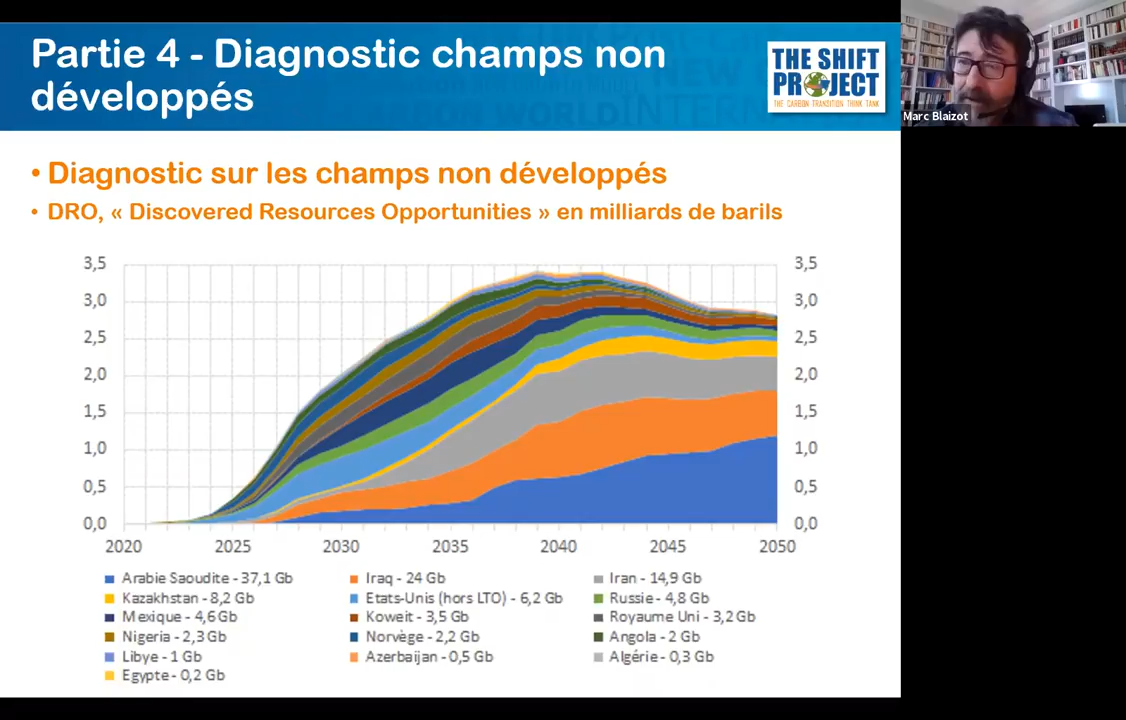 Partie 4 - Diagnostic champs non
développés
THE SHIFT
PROJECT
THE CARBON TRANSITION THINK TANK
Marc Blaizot
• Diagnostic sur les champs non développés
• DRO, « Discovered Resources Opportunities » en milliards de barils
3,5 3,5
3,0 3,0
2,5 2,5
2,0 2,0
1,5 1,5
1,0 1,0
0,5 0,5
0,0 0,0
2020 2025 2030 2035 2040 2045 2050
Arabie Saoudite - 37,1 Gb Iraq - 24 Gb Iran - 14,9 Gb
Kazakhstan - 8,2 Gb Etats-Unis (hors LTO) - 6,2 Gb Russie - 4,8 Gb
Mexique - 4,6 Gb Koweit - 3,5 Gb Royaume Uni - 3,2 Gb
Nigeria - 2,3 Gb Norvège - 2,2 Gb Angola - 2 Gb
Libye - 1 Gb Azerbaijan - 0,5 Gb Algérie - 0,3 Gb
Egypte - 0,2 Gb